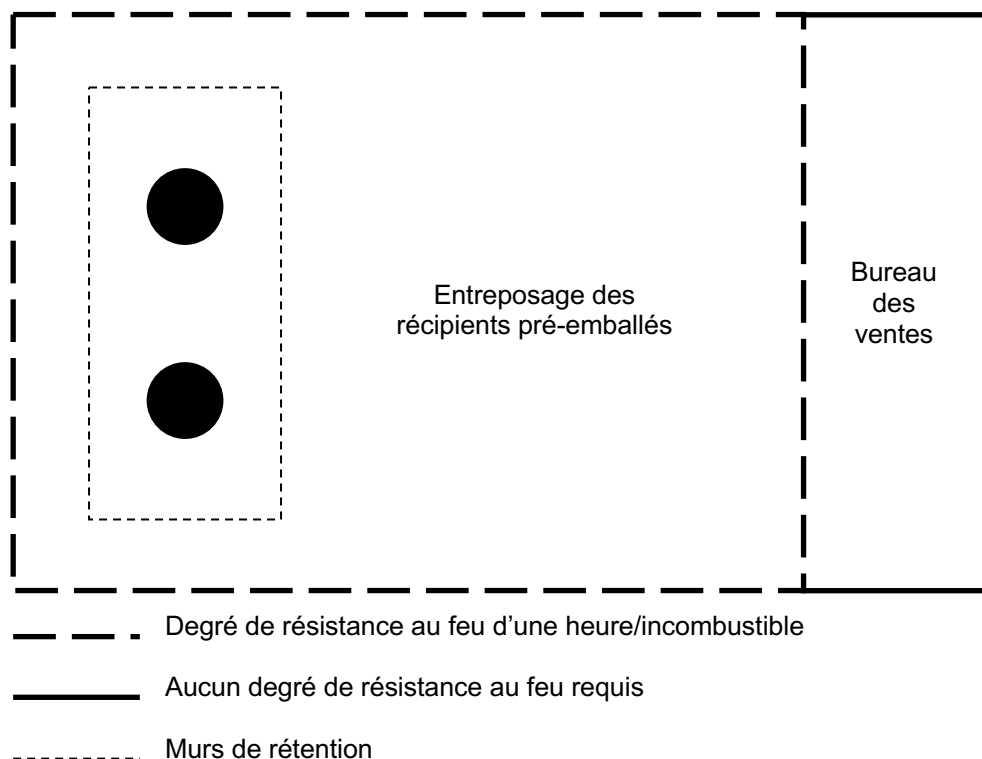 Entreposage des
récipients pré-emballés
Bureau
des
ventes
Degré de résistance au feu d'une heure/incombustible
Aucun degré de résistance au feu requis
Murs de rétention